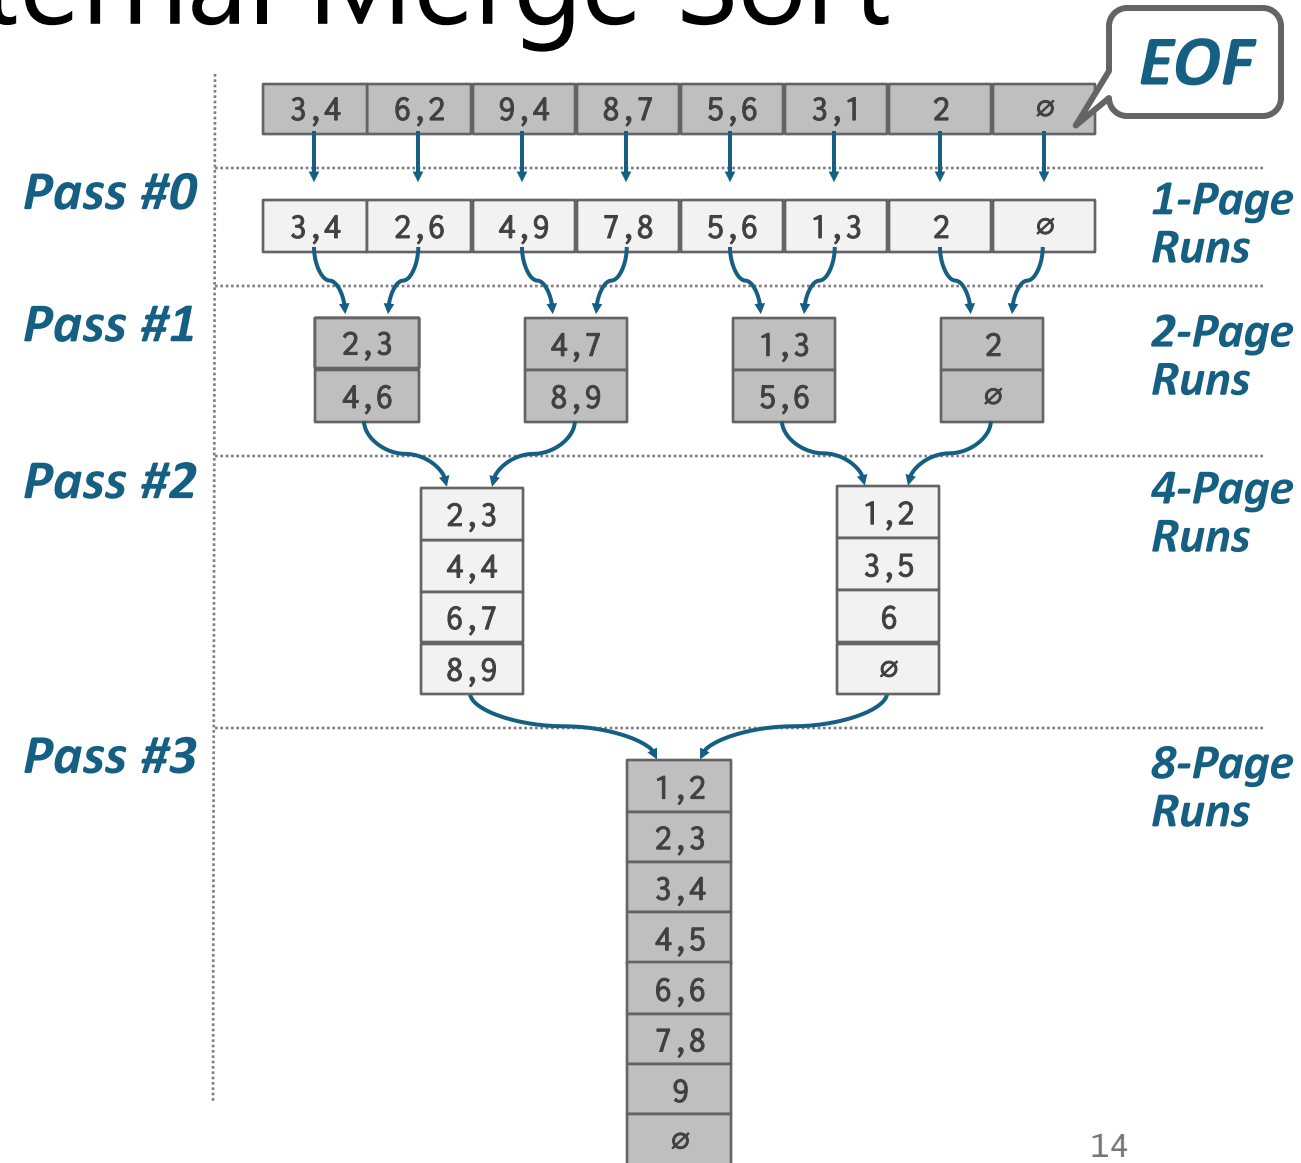 ternal Merge Sort
EOF
3,4 6,2 9,4 8,7 5,6 3,1 2 ∅
Pass #0
3,4 2,6 4,9 7,8 5,6 1,3 2 ∅
1-Page
Runs
Pass #1
2,3 4,7 1,3 2
4,6 8,9 5,6 ∅
2-Page
Runs
Pass #2
2,3 1,2
4,4 3,5
6,7 6
8,9 ∅
4-Page
Runs
Pass #3
1,2
2,3
3,4
4,5
6,6
7,8
9
∅
8-Page
Runs
14